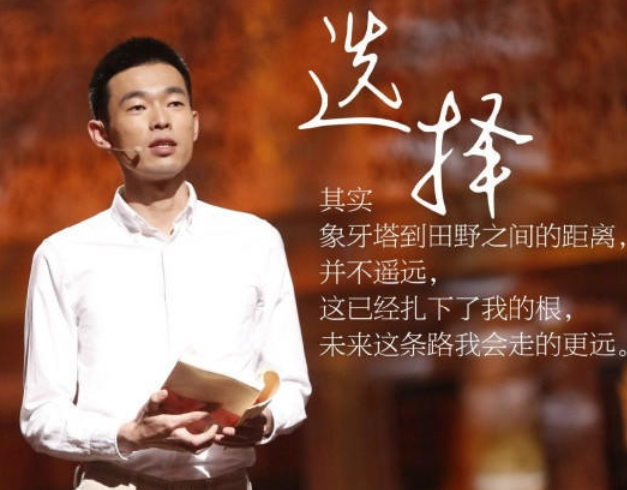 选择
其实
象牙塔到田野之间的距离，
并不遥远，
这已经扎下了我的根，
未来这条路我会走的更远。